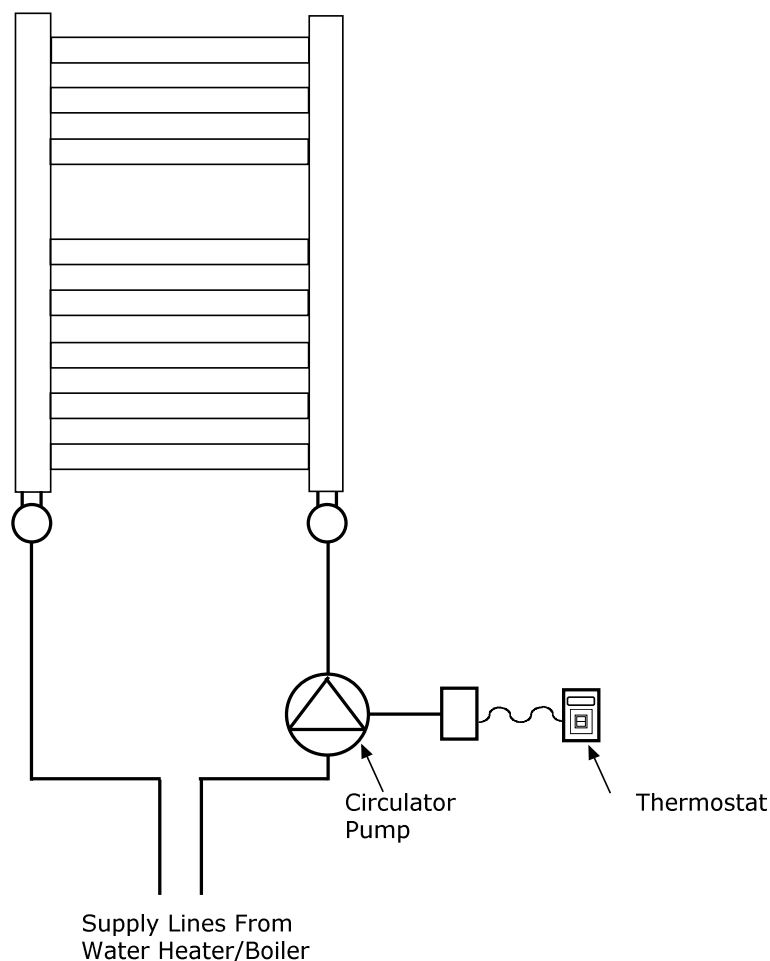 Circulator
Pump
Thermostat
Supply Lines From
Water Heater/Boiler